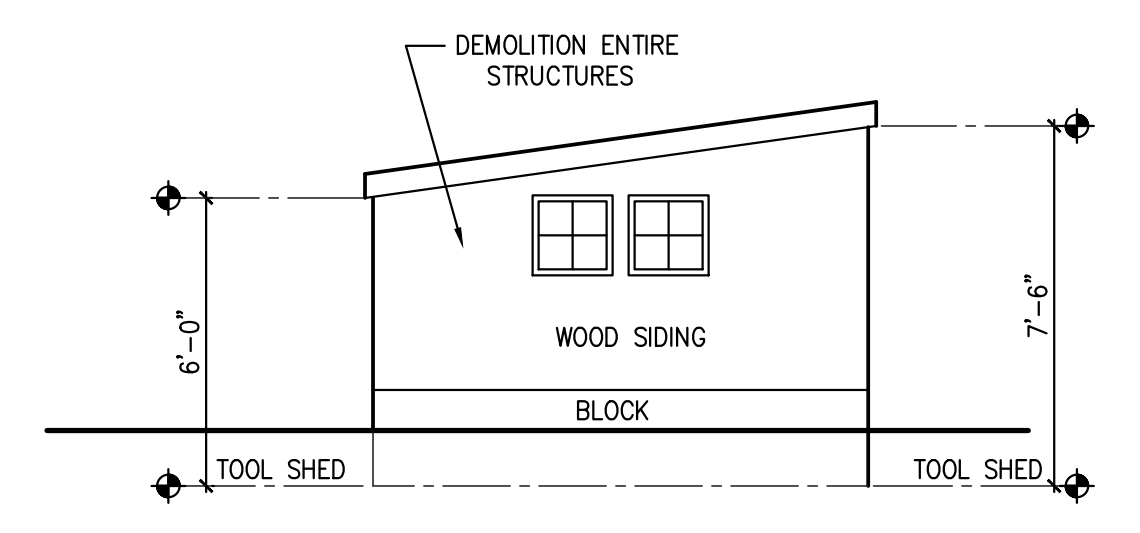 DEMOLITION ENTIRE
STRUCTURES
6'-0"
7'-6"
WOOD SIDING
BLOCK
TOOL SHED
TOOL SHED